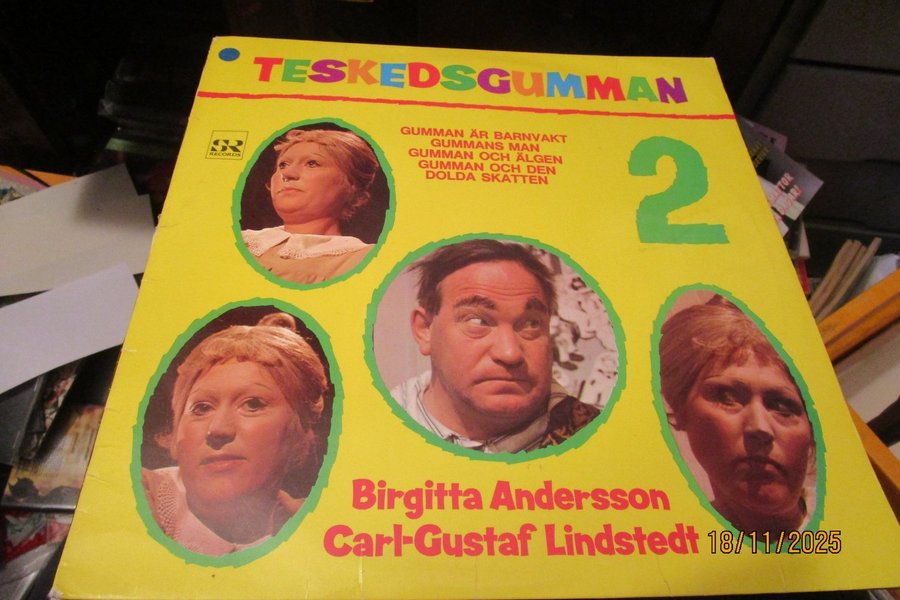 TESKEDSGUMMAN
SR
RECORDS
GUMMAN ÄR BARNVAKT
GUMMANS MAN
GUMMAN OCH ÄLGEN
GUMMAN OCH DEN
DOLDA SKATTEN
2
Birgitta Andersson
Carl-Gustaf Lindstedt
18/11/2025